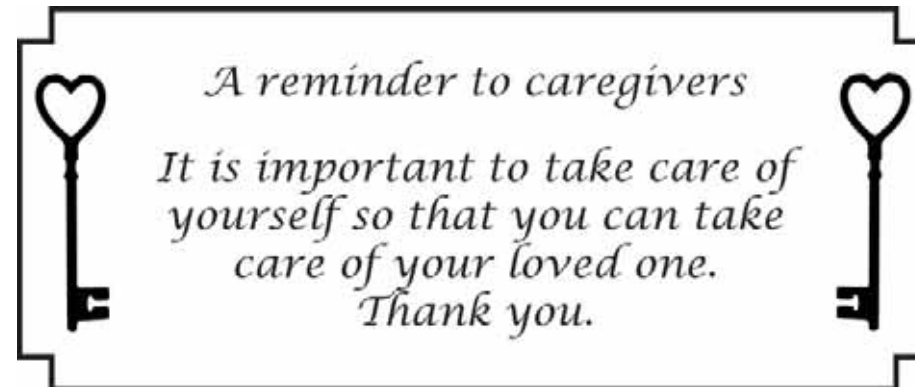 A reminder to caregivers
It is important to take care of
yourself so that you can take
care of your loved one.
Thank you.